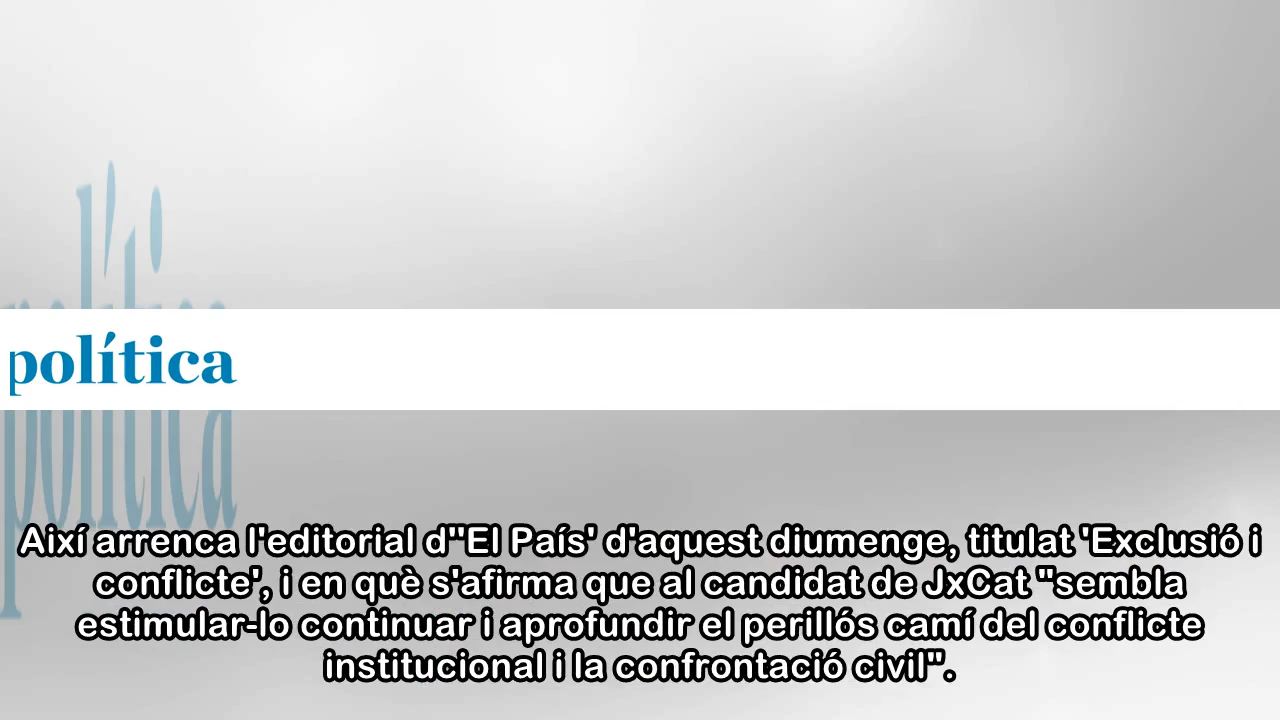 política
Així arrenca l'editorial d''El País' d'aquest diumenge, titulat 'Exclusió i
conflicte', i en què s'afirma que al candidat de JxCat "sembla
estimular-lo continuar i aprofundir el perillós camí del conflicte
institucional i la confrontació civil".